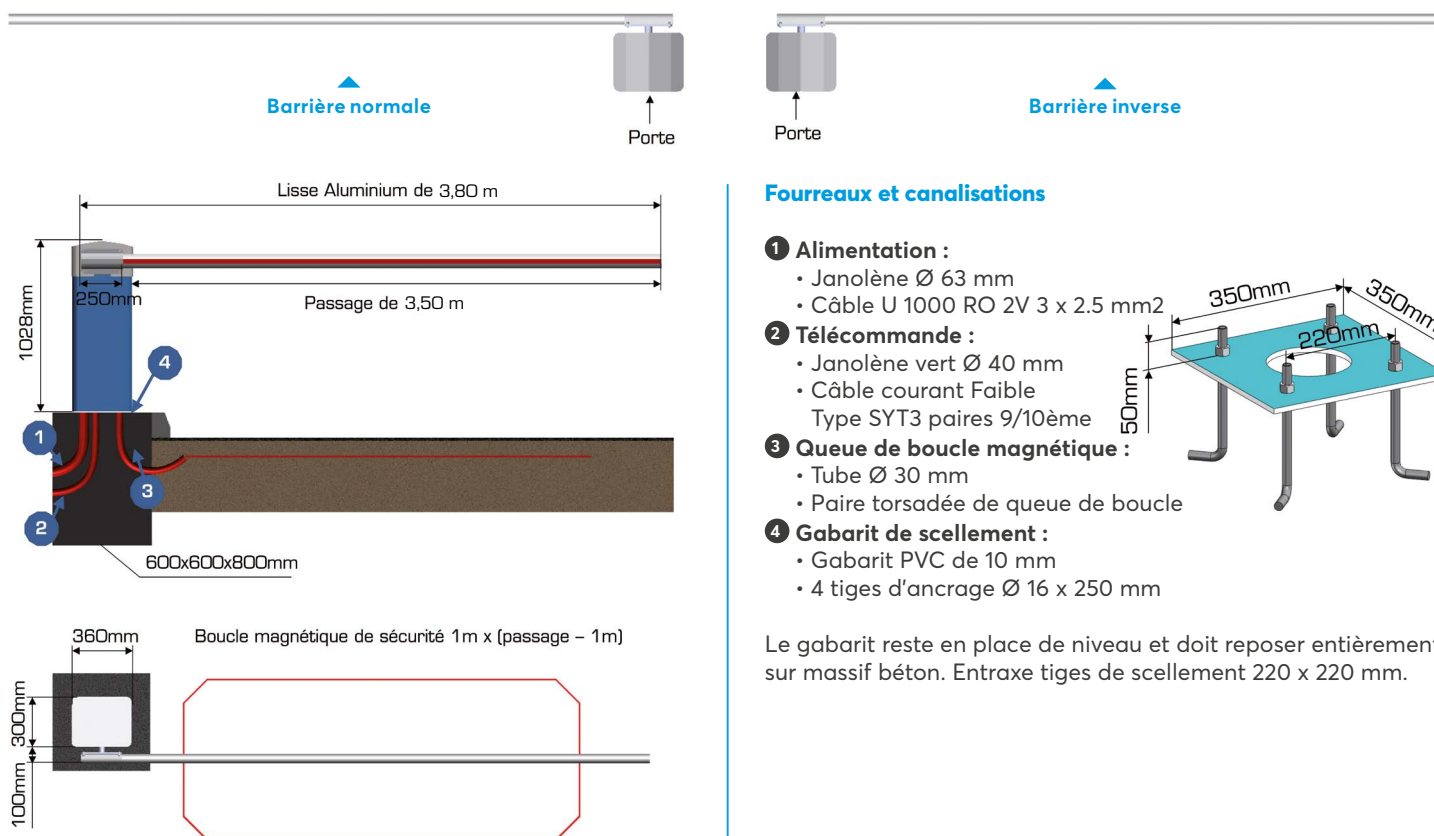 Barrière normale
Porte
Barrière inverse
Porte
Lisse Aluminium de 3,80 m
250mm
Passage de 3,50 m
1028mm
4
1
3
2
600x600x800mm
360mm
Boucle magnétique de sécurité 1m x (passage – 1m)
300mm
100mm
Fourreaux et canalisations
1 Alimentation :
• Janolène Ø 63 mm
• Câble U 1000 RO 2V 3 x 2.5 mm2
2 Télécommande :
• Janolène vert Ø 40 mm
• Câble courant Faible
Type SYT3 paires 9/10ème
3 Queue de boucle magnétique :
• Tube Ø 30 mm
• Paire torsadée de queue de boucle
4 Gabarit de scellement :
• Gabarit PVC de 10 mm
• 4 tiges d'ancrage Ø 16 x 250 mm
350mm
350mm
220mm
50mm
Le gabarit reste en place de niveau et doit reposer entièrement
sur massif béton. Entraxe tiges de scellement 220 x 220 mm.